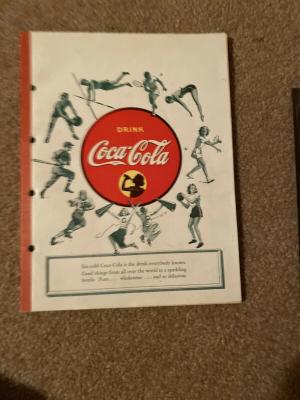 DRINK
Coca-Cola
Ice-cold Coca-Cola is the drink everybody knows.
Good things from all over the world in a sparkling
bottle. Pure . . . wholesome . . . and so delicious